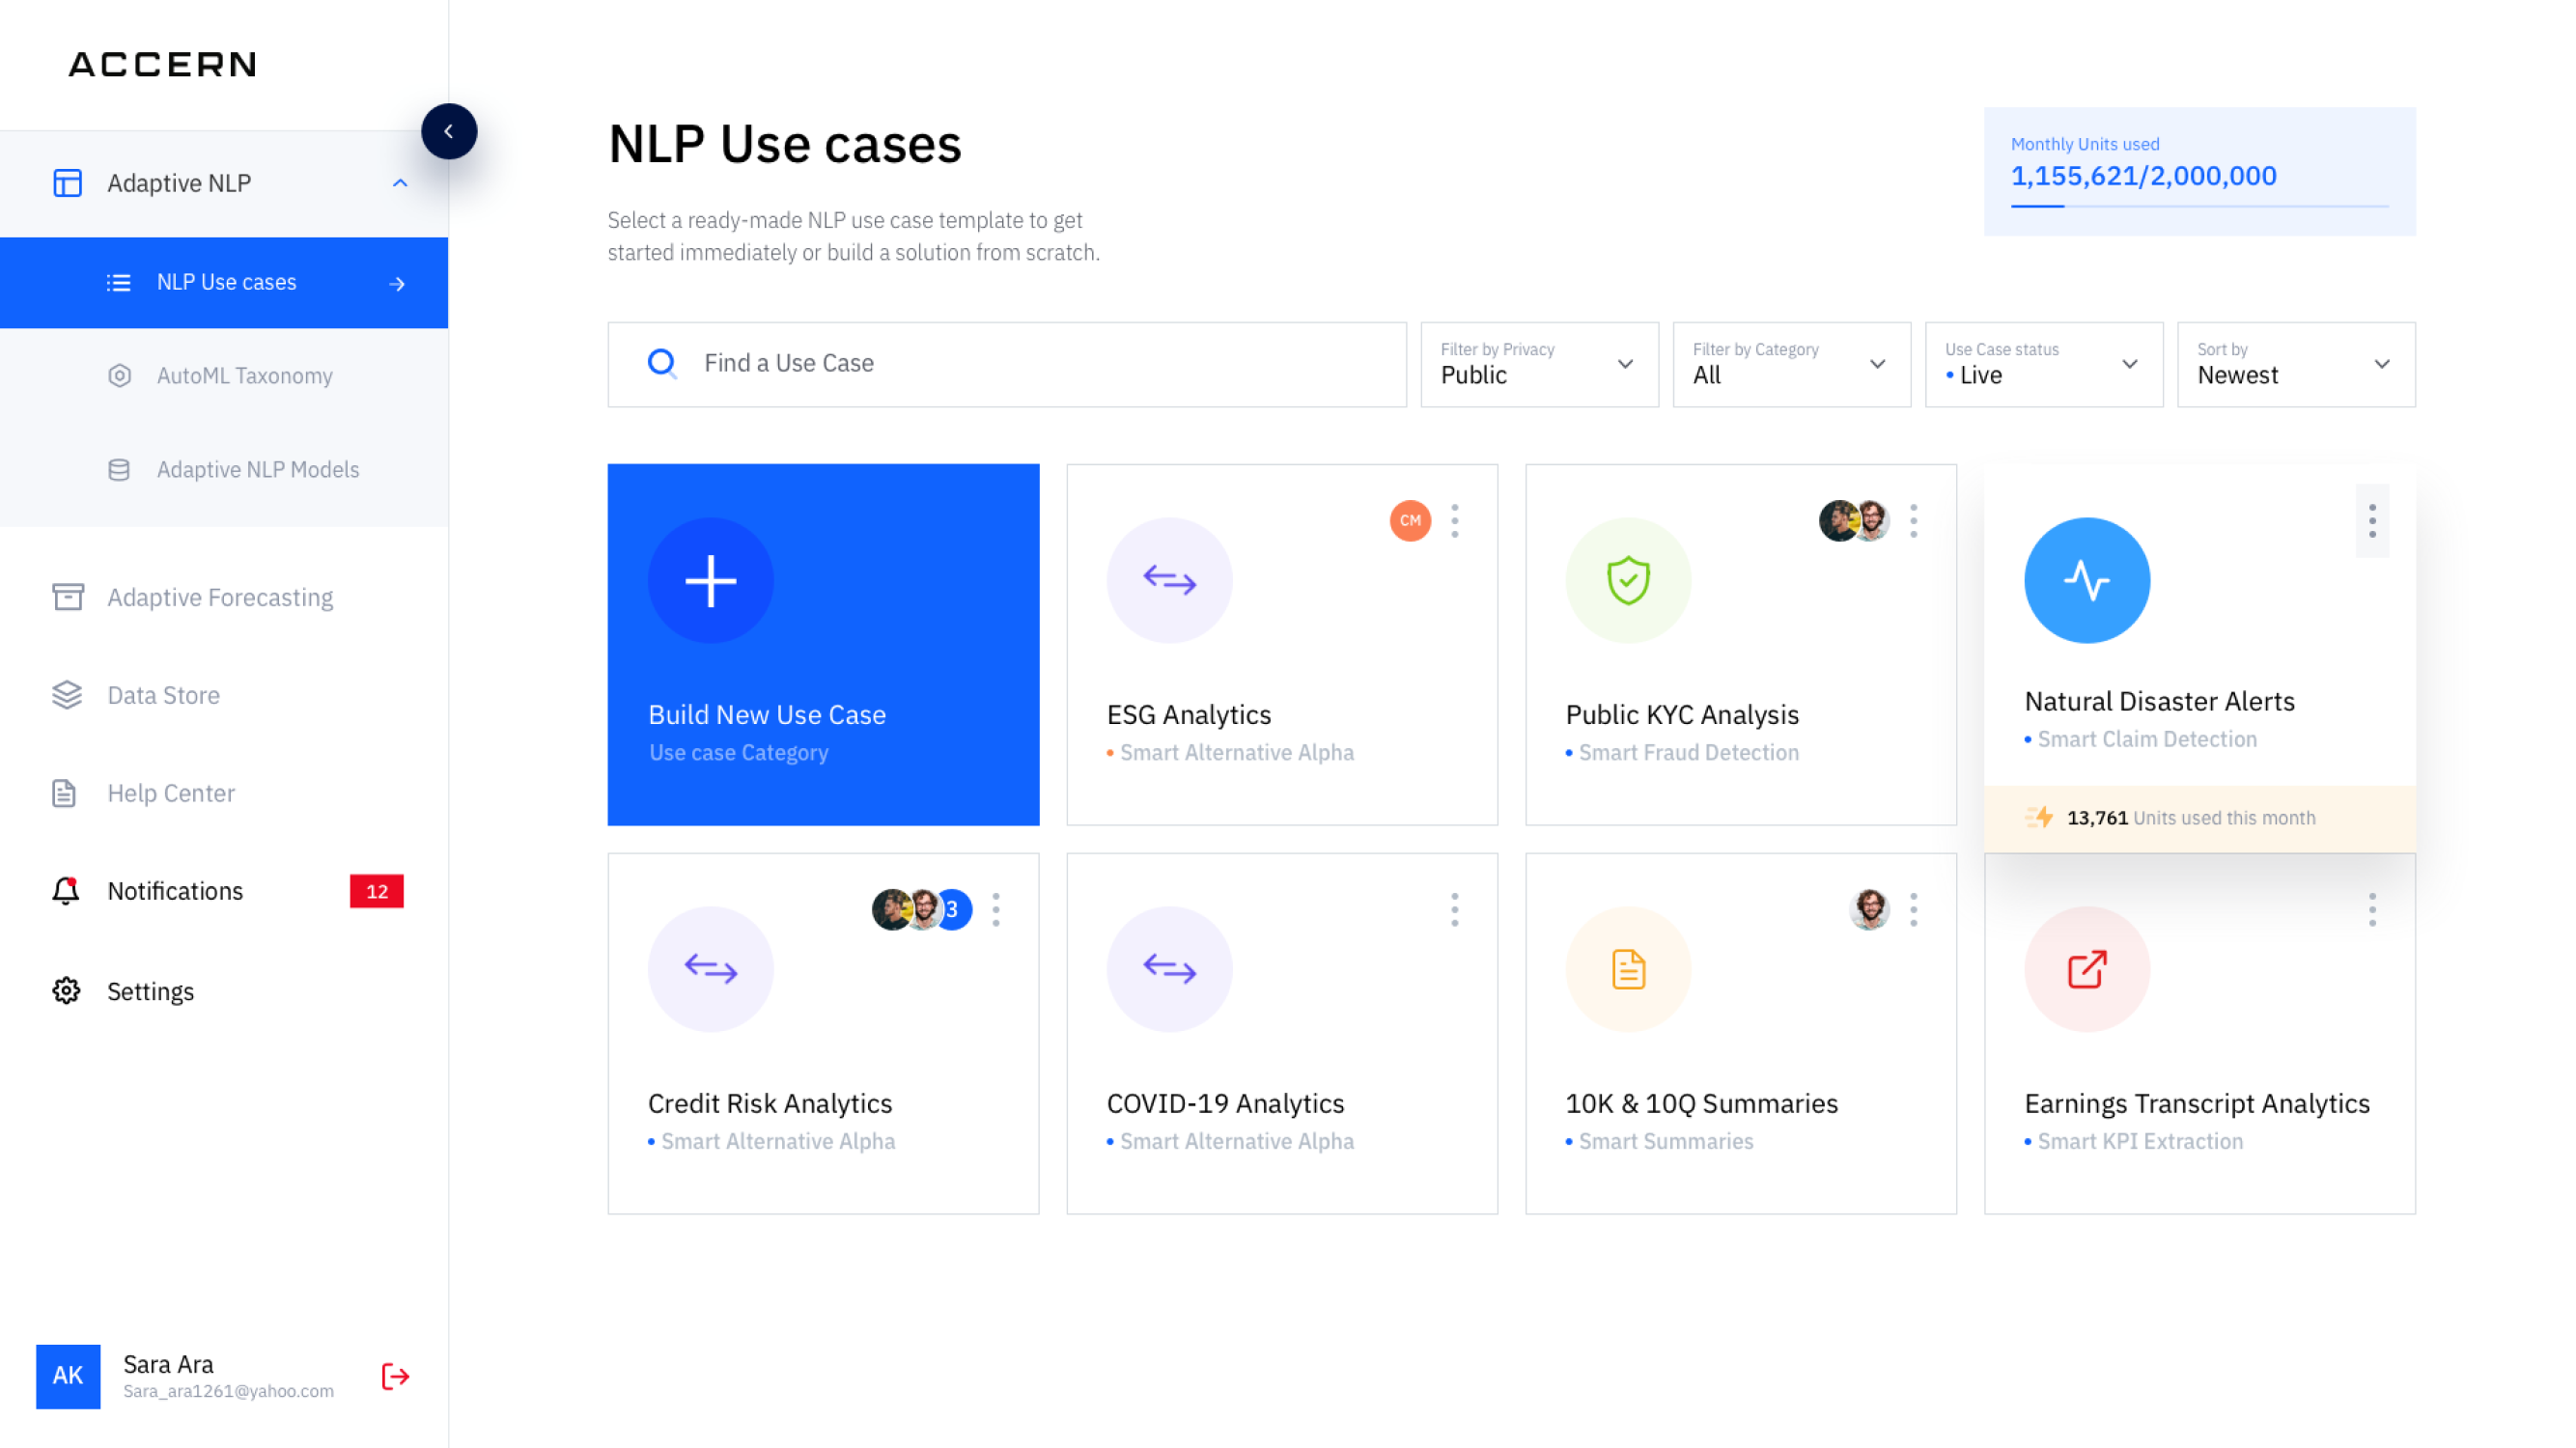 ACCERN
Adaptive NLP
NLP Use cases
AutoML Taxonomy
Adaptive NLP Models
Adaptive Forecasting
Data Store
Help Center
Notifications
12
Settings
AK
Sara Ara
Sara_ara1261@yahoo.com
NLP Use cases
Select a ready-made NLP use case template to get
started immediately or build a solution from scratch.
Monthly Units used
1,155,621/2,000,000
Find a Use Case
Filter by Privacy
Public
Filter by Category
All
Use Case status
• Live
Sort by
Newest
Build New Use Case
Use case Category
CM
ESG Analytics
• Smart Alternative Alpha
Public KYC Analysis
• Smart Fraud Detection
Natural Disaster Alerts
• Smart Claim Detection
13,761 Units used this month
3
Credit Risk Analytics
• Smart Alternative Alpha
COVID-19 Analytics
• Smart Alternative Alpha
10K & 10Q Summaries
• Smart Summaries
Earnings Transcript Analytics
• Smart KPI Extraction